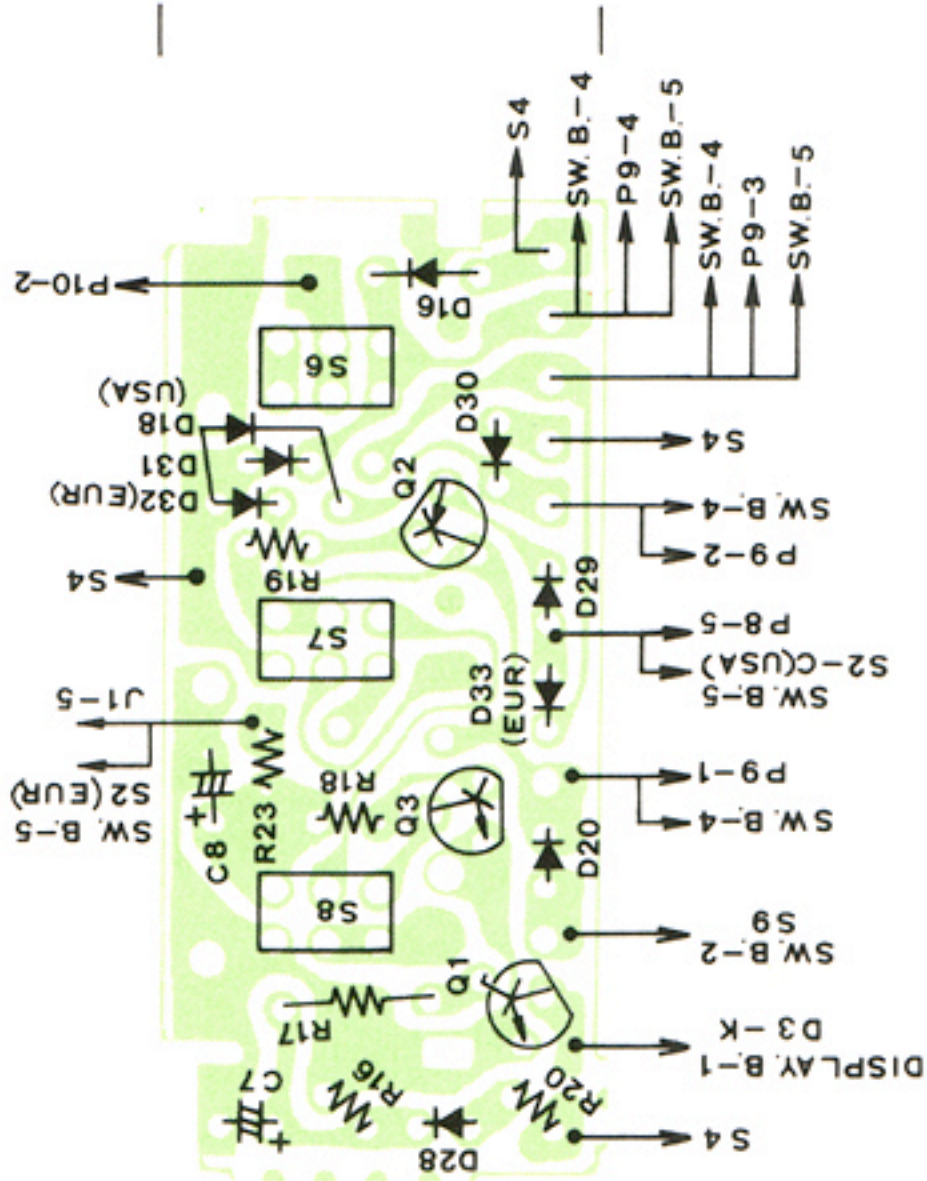 S4
SW. B.-4
P9-4
SW. B.-5
SW. B.-4
P9-3
SW. B.-5
P10-2
D16
S6
(USA)
D18
D31
D32(EUR)
D30
Q2
S4
SW. B.-4
P9-2
R19
S4
S7
D29
P8-5
S2-C(USA)
SW. B.-5
D33
(EUR)
J1-5
S2(EUR)
SW. B.-5
C8
R23
R18
Q3
P9-1
SW. B.-4
D20
S8
S9
SW. B.-2
Q1
R17
D3-K
DISPLAY. B.-1
C7
R16
D28
R20
S4